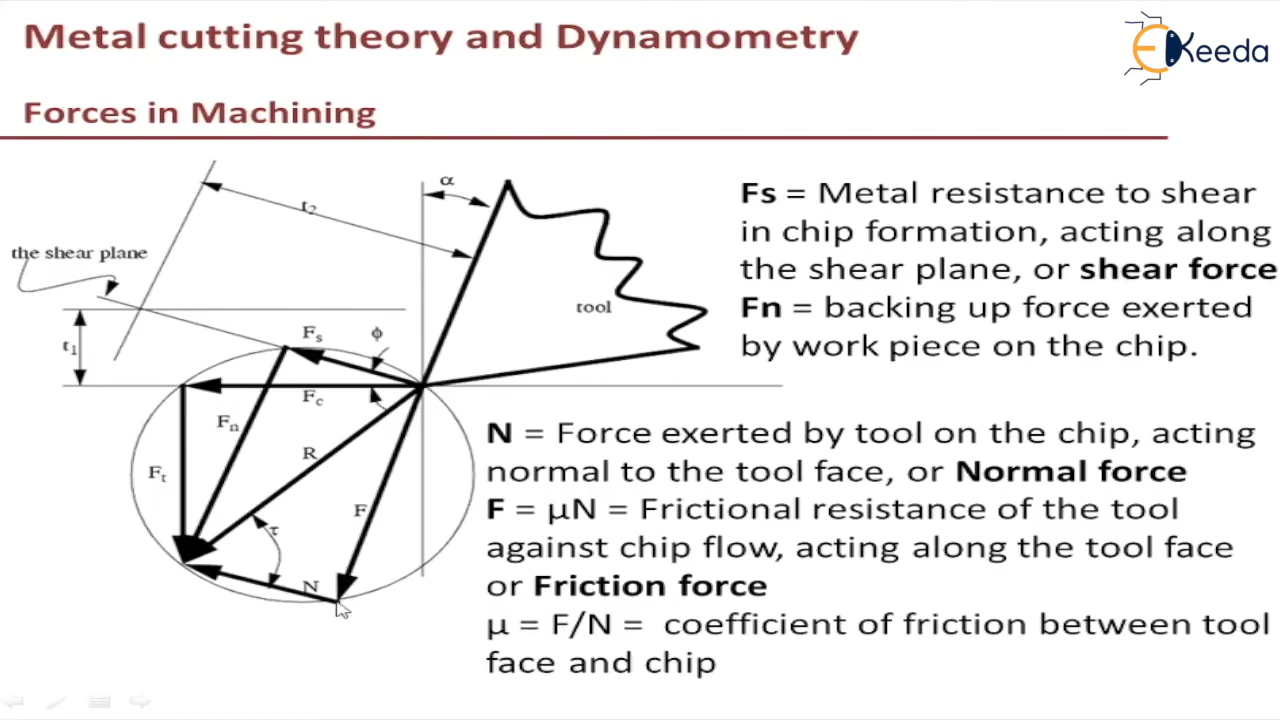 Metal cutting theory and Dynamometry
EKeeda
Forces in Machining
α
t₂
the shear plane
tool
t₁
Fₛ
ϕ
F꜀
Fₙ
R
Fₜ
F
τ
N
Fs = Metal resistance to shear
in chip formation, acting along
the shear plane, or shear force
Fn = backing up force exerted
by work piece on the chip.
N = Force exerted by tool on the chip, acting
normal to the tool face, or Normal force
F = μN = Frictional resistance of the tool
against chip flow, acting along the tool face
or Friction force
μ = F/N = coefficient of friction between tool
face and chip